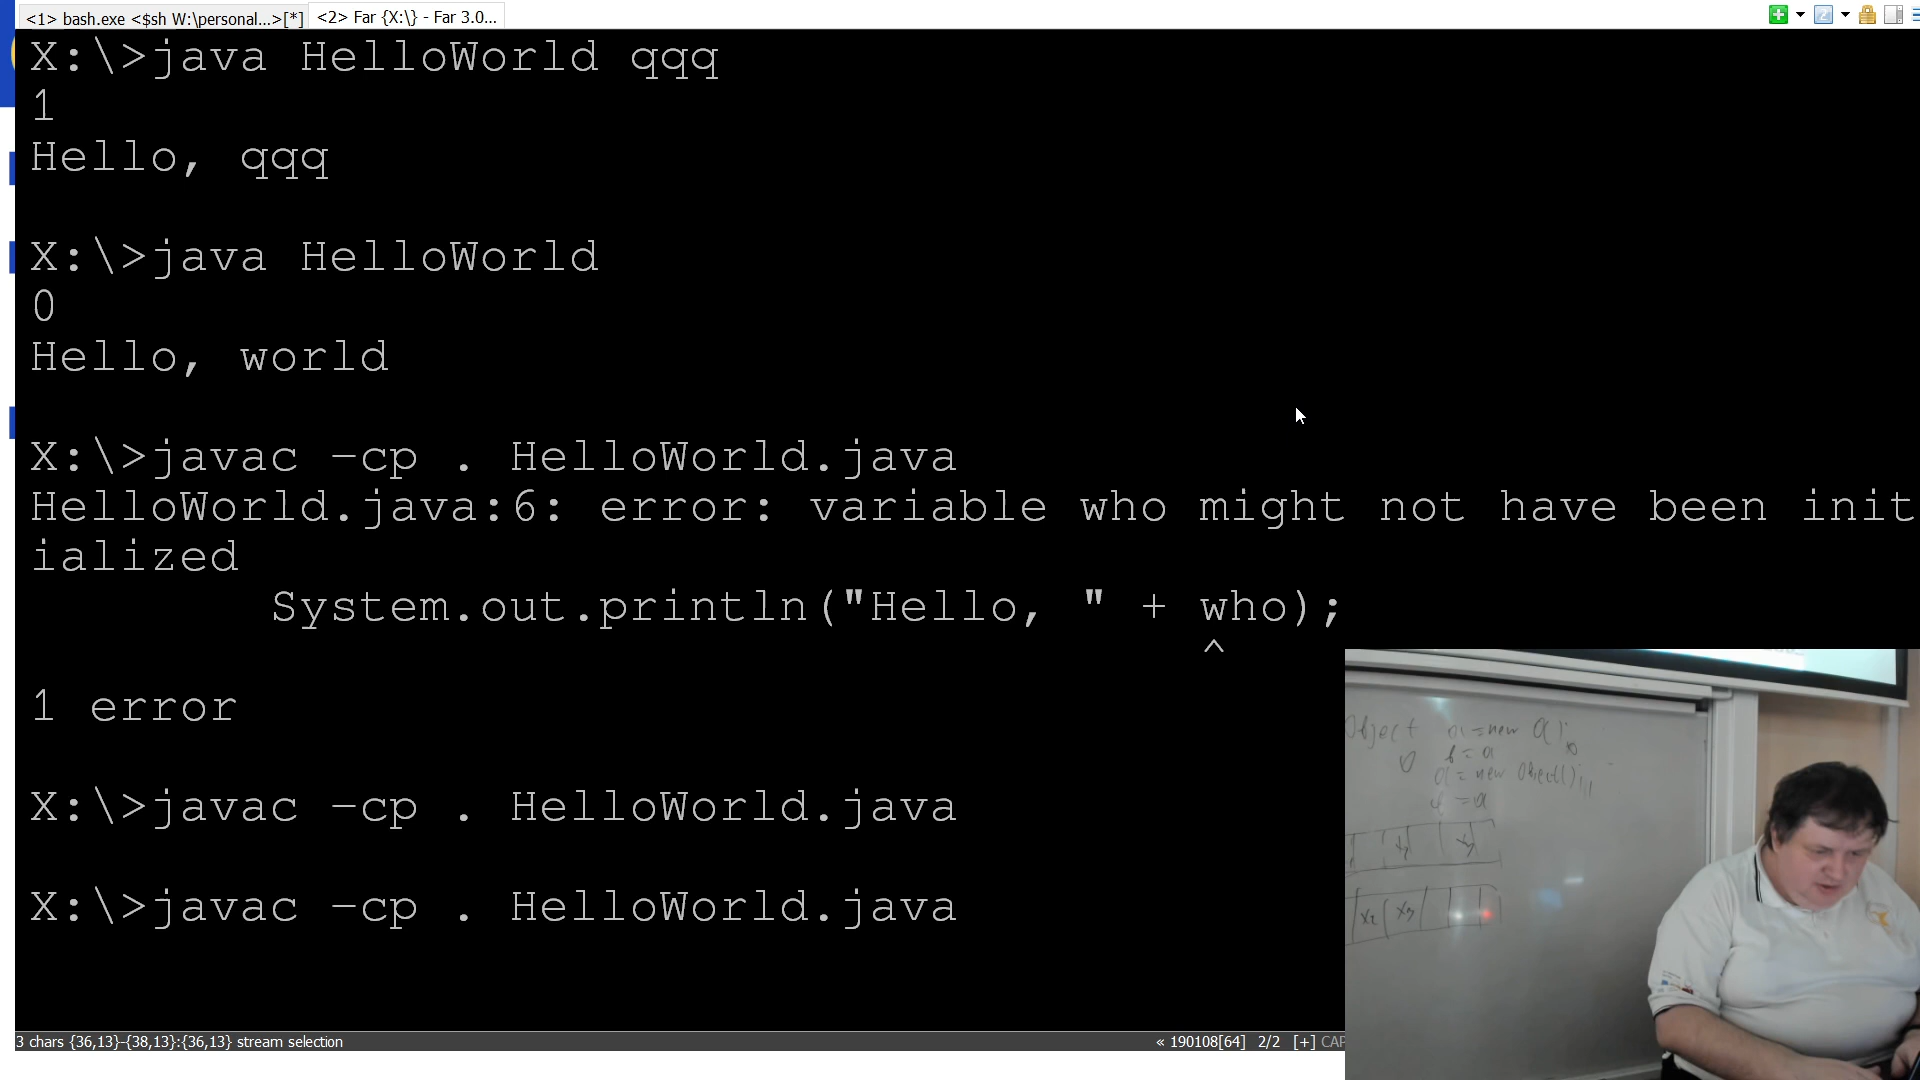 <1> bash.exe <$sh W:\personal...>[*] <2> Far {X:\} - Far 3.0...
X:\>java HelloWorld qqq
1
Hello, qqq
X:\>java HelloWorld
0
Hello, world
X:\>javac -cp . HelloWorld.java
HelloWorld.java:6: error: variable who might not have been init
ialized
System.out.println("Hello, " + who);
^
1 error
X:\>javac -cp . HelloWorld.java
X:\>javac -cp . HelloWorld.java
3 chars {36,13}-{38,13}:{36,13} stream selection « 190108[64] 2/2 [+] CAP
Object = new
= a
a = new Object()
= a